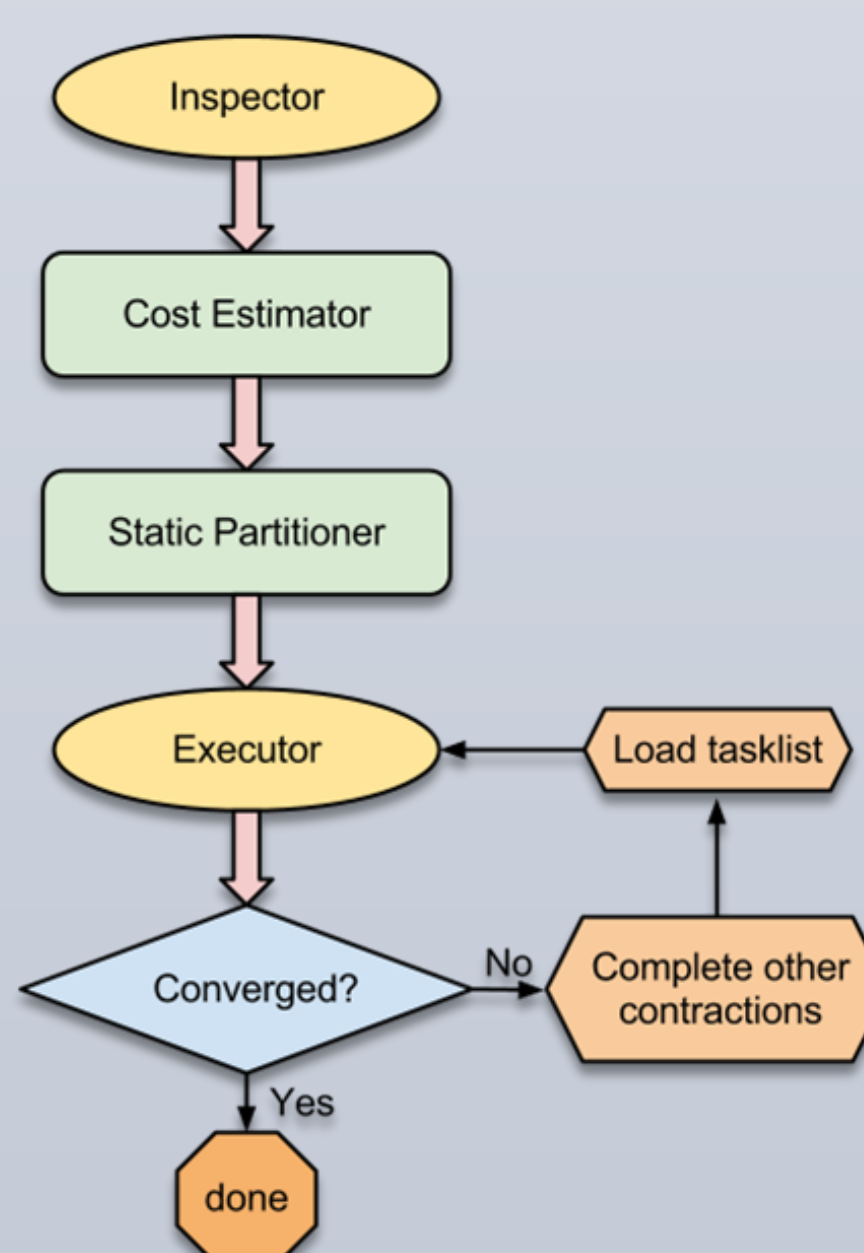 Inspector
Cost Estimator
Static Partitioner
Executor
Load tasklist
Converged?
No
Complete other
contractions
Yes
done